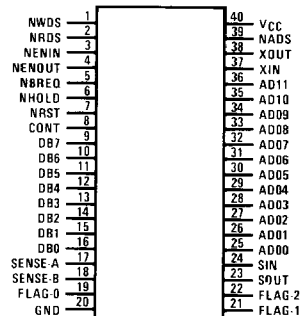 NWDS 1
NRDS 2
NENIN 3
NENOUT 4
NBREQ 5
NHOLD 6
NRST 7
CONT 8
DB7 9
DB6 10
DB5 11
DB4 12
DB3 13
DB2 14
DB1 15
DB0 16
SENSE-A 17
SENSE-B 18
FLAG-0 19
GND 20
40 VCC
39 NADS
38 XOUT
37 XIN
36 AD11
35 AD10
34 AD09
33 AD08
32 AD07
31 AD06
30 AD05
29 AD04
28 AD03
27 AD02
26 AD01
25 AD00
24 SIN
23 SOUT
22 FLAG-2
21 FLAG-1